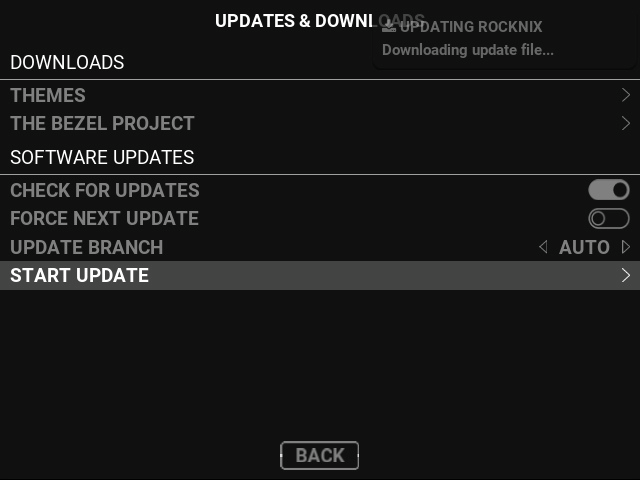 UPDATES & DOWNLOADS
UPDATING ROCKNIX
Downloading update file...
DOWNLOADS
THEMES
THE BEZEL PROJECT
SOFTWARE UPDATES
CHECK FOR UPDATES
FORCE NEXT UPDATE
UPDATE BRANCH AUTO
START UPDATE
BACK